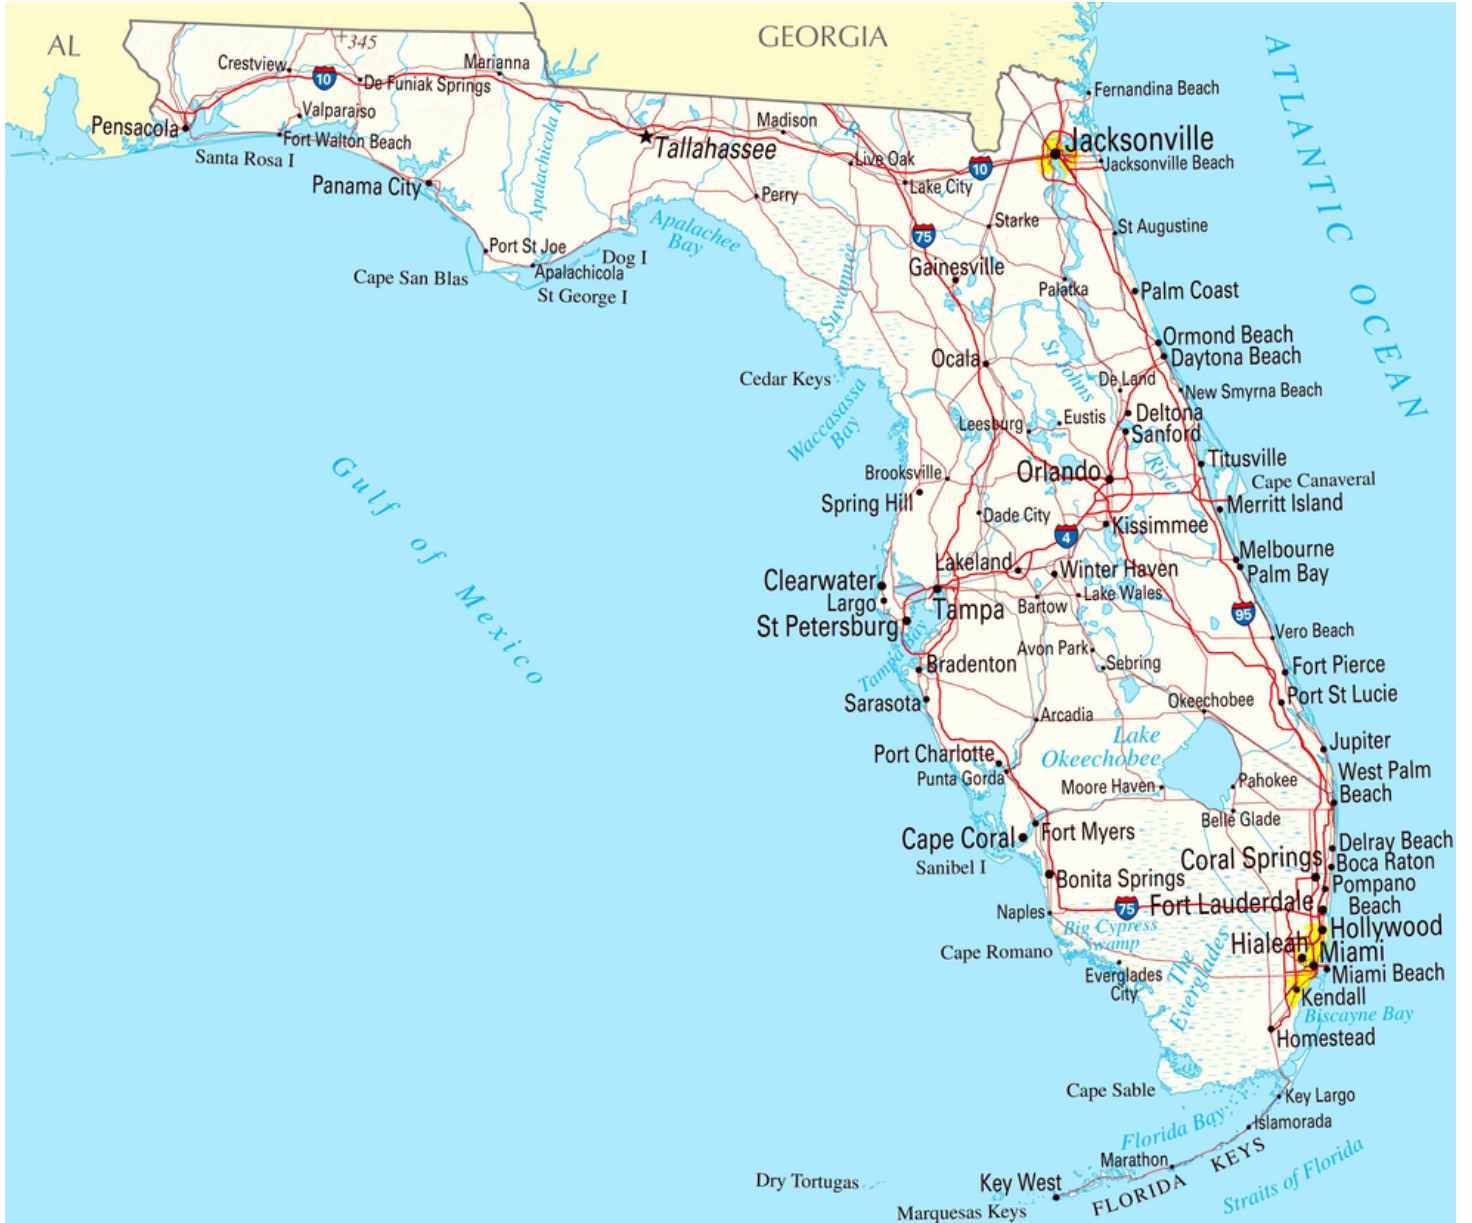 AL
GEORGIA
ATLANTIC OCEAN
345
Crestview
10
De Funiak Springs
Marianna
Fernandina Beach
Valparaiso
Pensacola
Fort Walton Beach
Santa Rosa I
Apalachicola R
Madison
Tallahassee
Jacksonville
Jacksonville Beach
Live Oak
10
Lake City
Panama City
Perry
Apalachee
Bay
Starke
St Augustine
75
Port St Joe
Dog I
Cape San Blas
Apalachicola
St George I
Suwannee
R
Gainesville
Palatka
Palm Coast
Ormond Beach
Daytona Beach
Ocala
St Johns
River
Cedar Keys
Waccasassa
Bay
De Land
New Smyrna Beach
Deltona
Sanford
Leesburg
Eustis
Titusville
Orlando
Cape Canaveral
Brooksville
Spring Hill
Merritt Island
Dade City
Kissimmee
4
Gulf of Mexico
Melbourne
Palm Bay
Lakeland
Winter Haven
Clearwater
Largo
Tampa
Bartow
Lake Wales
95
St Petersburg
Tampa Bay
Vero Beach
Avon Park
Sebring
Bradenton
Fort Pierce
Sarasota
Okeechobee
Port St Lucie
Arcadia
Lake
Okeechobee
Jupiter
Port Charlotte
Punta Gorda
Moore Haven
Pahokee
West Palm
Beach
Belle Glade
Cape Coral
Fort Myers
Sanibel I
Delray Beach
Coral Springs
Boca Raton
Bonita Springs
Pompano
Beach
75
Fort Lauderdale
Naples
Big Cypress
Swamp
Hollywood
Hialeah
Miami
Cape Romano
Miami Beach
The
Everglades
Everglades
City
Kendall
Biscayne Bay
Homestead
Cape Sable
Key Largo
Florida Bay
Islamorada
Marathon
FLORIDA KEYS
Straits of Florida
Dry Tortugas
Key West
Marquesas Keys